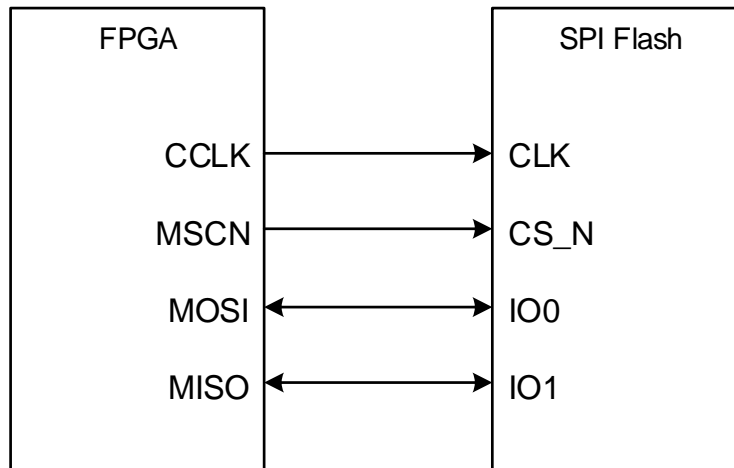 FPGA
SPI Flash
CCLK
CLK
MSCN
CS_N
MOSI
IO0
MISO
IO1